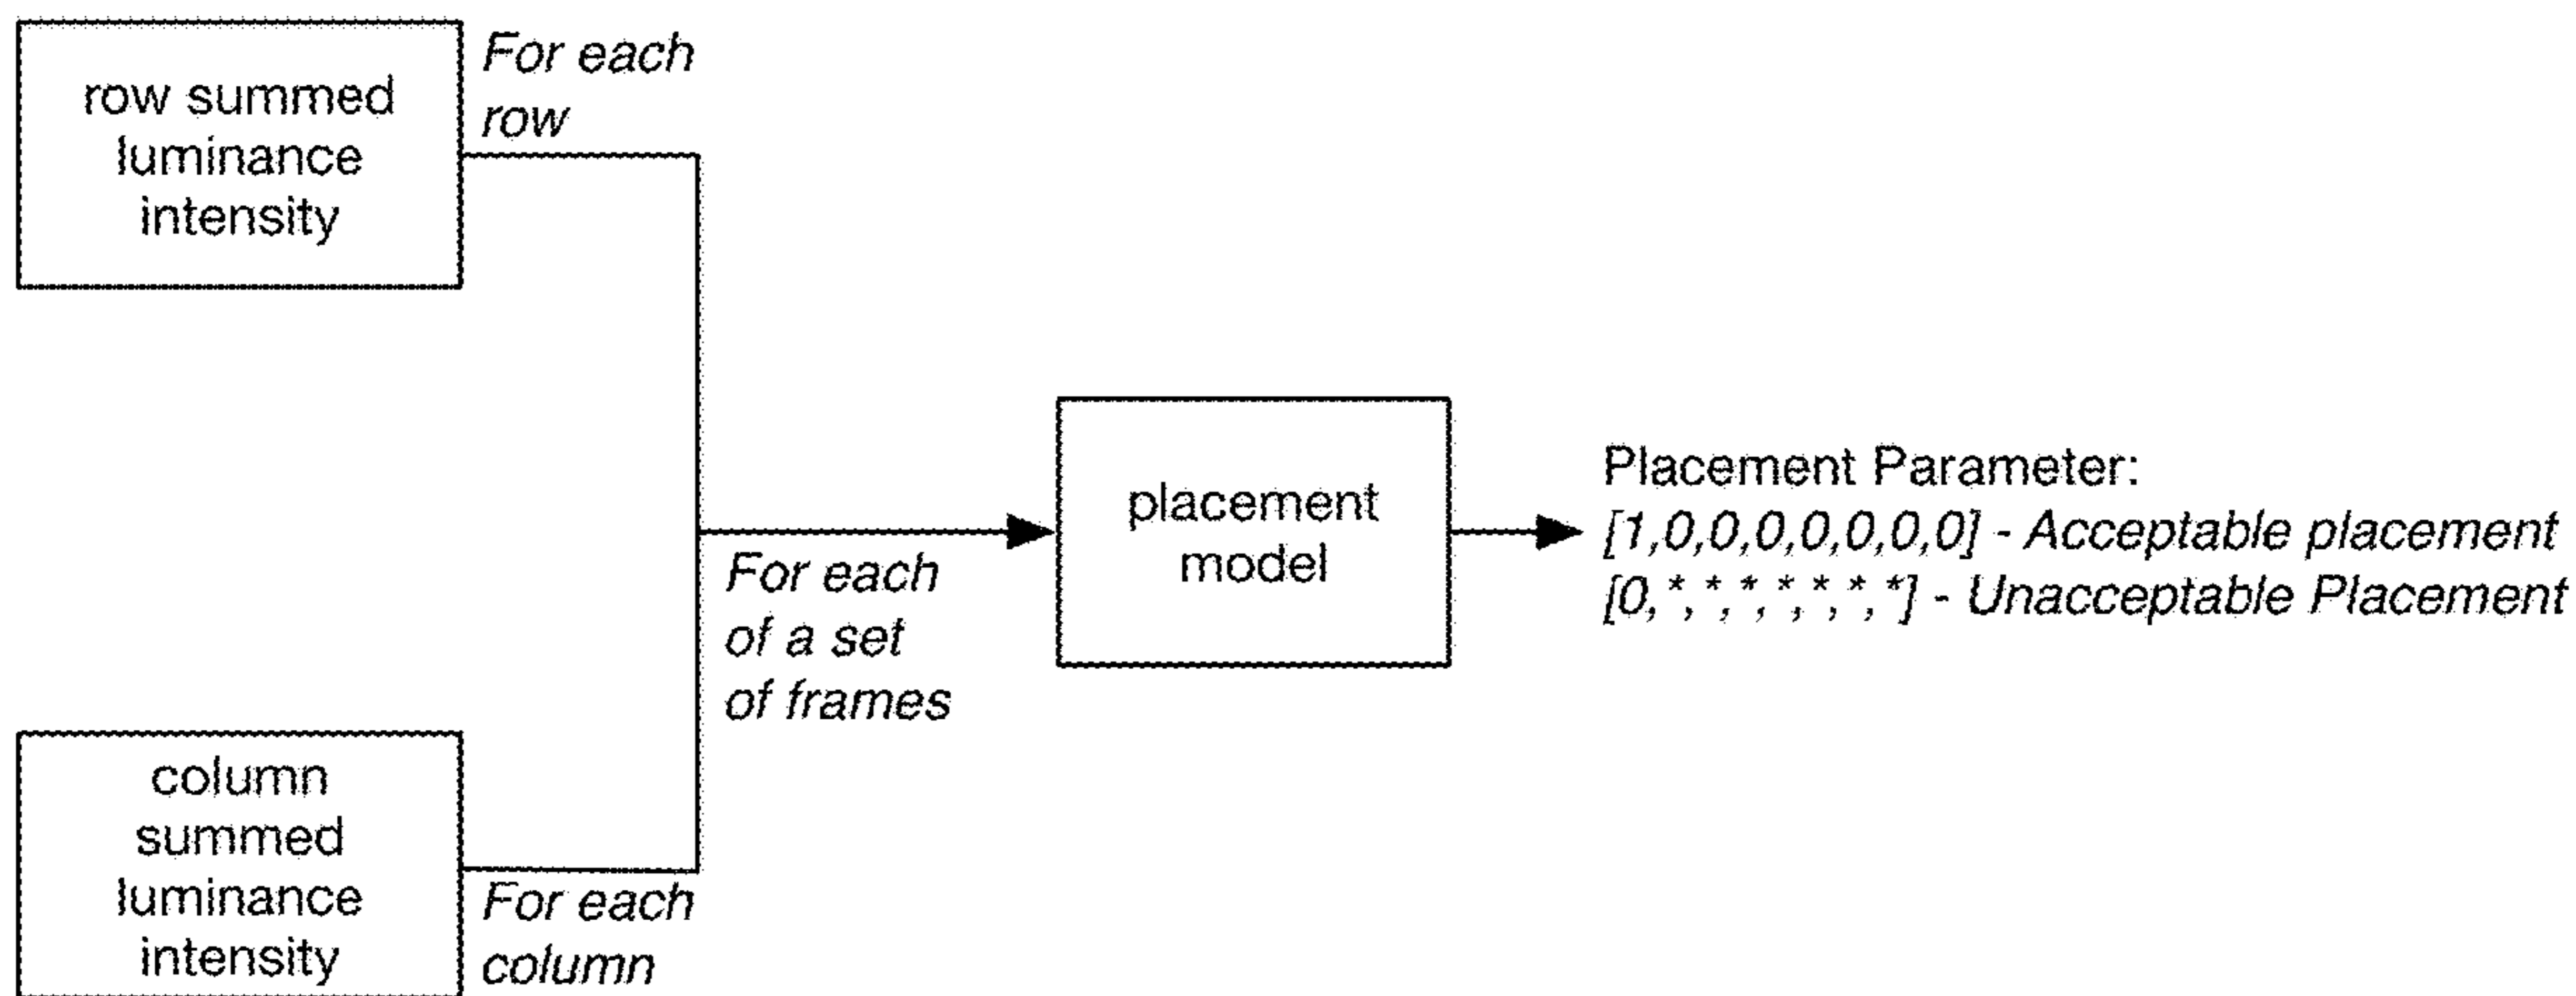 row summed
luminance
intensity
For each
row
For each
of a set
of frames
placement
model
Placement Parameter:
[1,0,0,0,0,0,0,0] - Acceptable placement
[0,*,*,*,*,*,*,*] - Unacceptable Placement
column
summed
luminance
intensity
For each
column